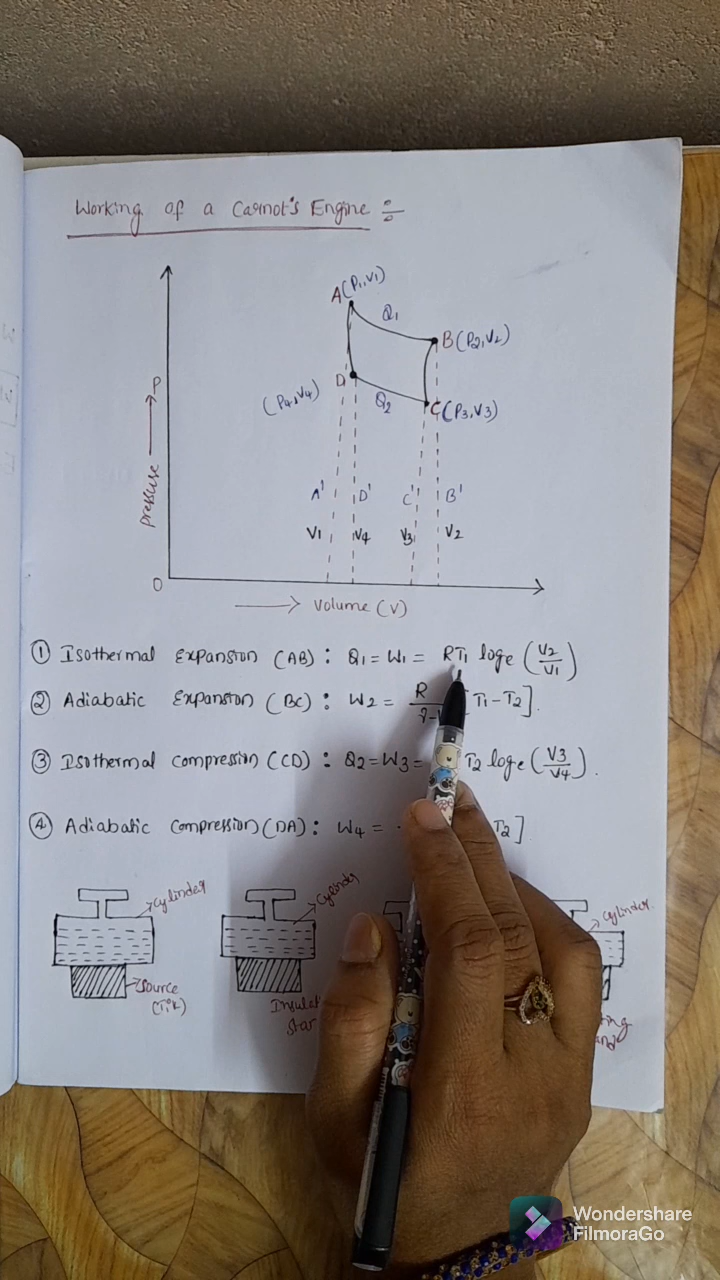 Working of a Carnot's Engine :-
A(P1,V1)
Q1
B(P2,V2)
D
(P4,V4)
Q2
C(P3,V3)
P
pressure
A' D' C' B'
V1 V4 V3 V2
O
Volume (V)
① Isothermal Expansion (AB) : Q1 = W1 = RT1 loge (V2/V1)
② Adiabatic Expansion (BC) : W2 = R T1 - T2].
③ Isothermal compression (CD) : Q2 = W3 = T2 loge (V3/V4).
④ Adiabatic Compression (DA) : W4 = T2]
cylinder
cylinder
cylinder
source
(T1°K)
Wondershare
FilmoraGo